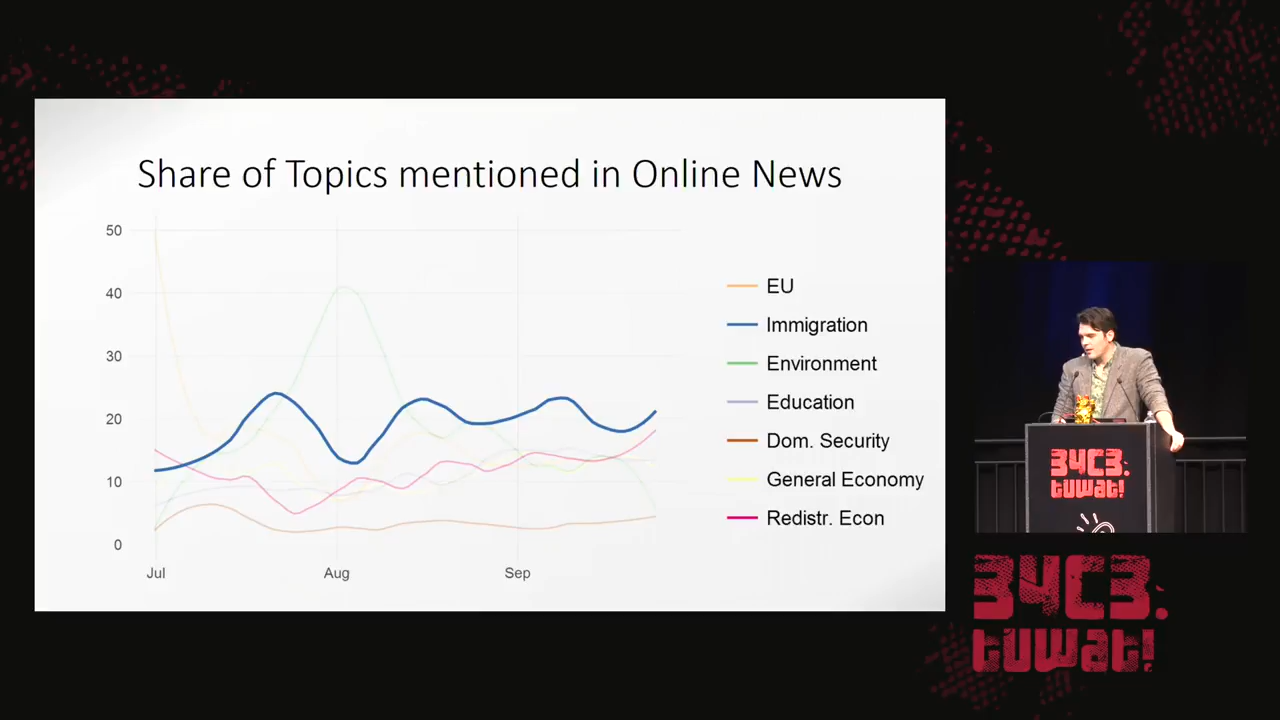 Share of Topics mentioned in Online News
50
40
30
20
10
0
Jul Aug Sep
EU
Immigration
Environment
Education
Dom. Security
General Economy
Redistr. Econ
34C3.
tuwat!
34C3.
tuwat!